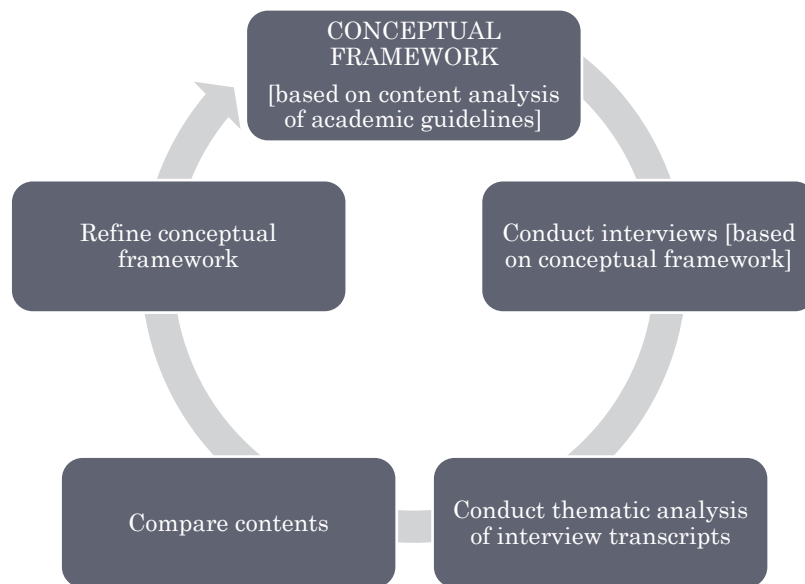 CONCEPTUAL
FRAMEWORK
[based on content analysis
of academic guidelines]
Conduct interviews [based
on conceptual framework]
Conduct thematic analysis
of interview transcripts
Compare contents
Refine conceptual
framework